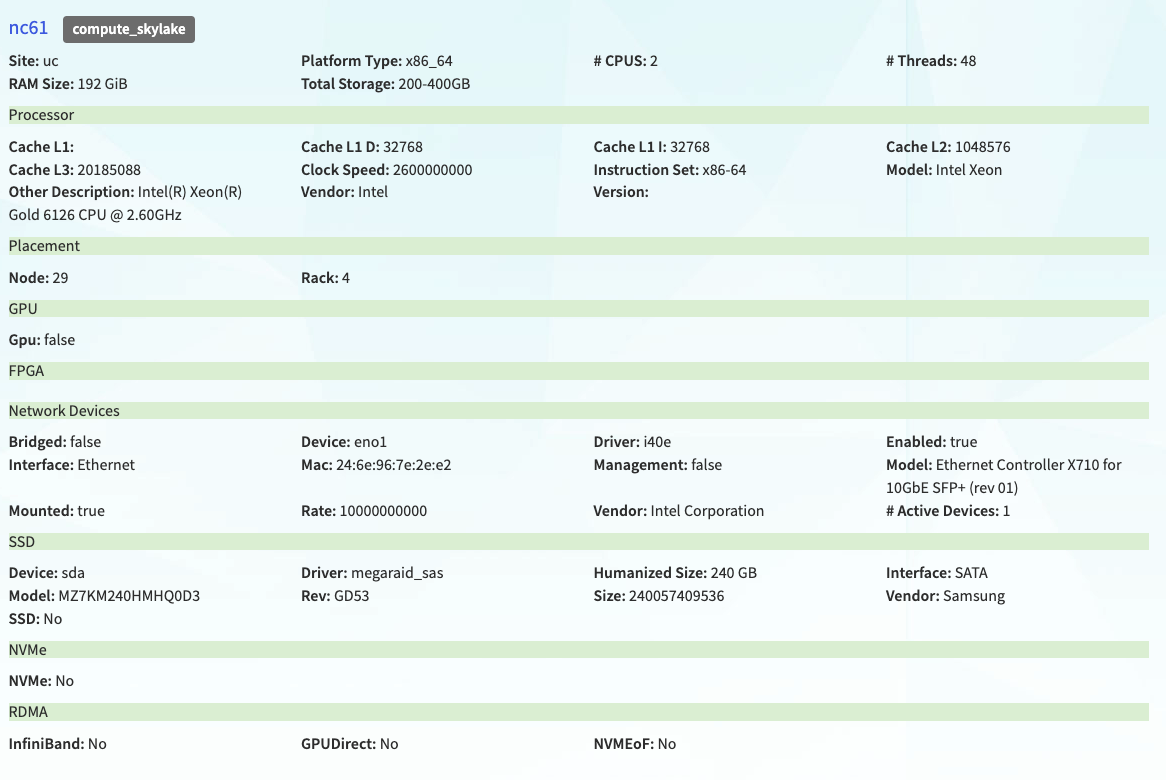 nc61 compute_skylake
Site: uc Platform Type: x86_64 # CPUS: 2 # Threads: 48
RAM Size: 192 GiB Total Storage: 200-400GB
Processor
Cache L1: Cache L1 D: 32768 Cache L1 I: 32768 Cache L2: 1048576
Cache L3: 20185088 Clock Speed: 2600000000 Instruction Set: x86-64 Model: Intel Xeon
Other Description: Intel(R) Xeon(R) Vendor: Intel Version:
Gold 6126 CPU @ 2.60GHz
Placement
Node: 29 Rack: 4
GPU
Gpu: false
FPGA
Network Devices
Bridged: false Device: eno1 Driver: i40e Enabled: true
Interface: Ethernet Mac: 24:6e:96:7e:2e:e2 Management: false Model: Ethernet Controller X710 for
10GbE SFP+ (rev 01)
Mounted: true Rate: 10000000000 Vendor: Intel Corporation # Active Devices: 1
SSD
Device: sda Driver: megaraid_sas Humanized Size: 240 GB Interface: SATA
Model: MZ7KM240HMHQ0D3 Rev: GD53 Size: 240057409536 Vendor: Samsung
SSD: No
NVMe
NVMe: No
RDMA
InfiniBand: No GPUDirect: No NVMEoF: No